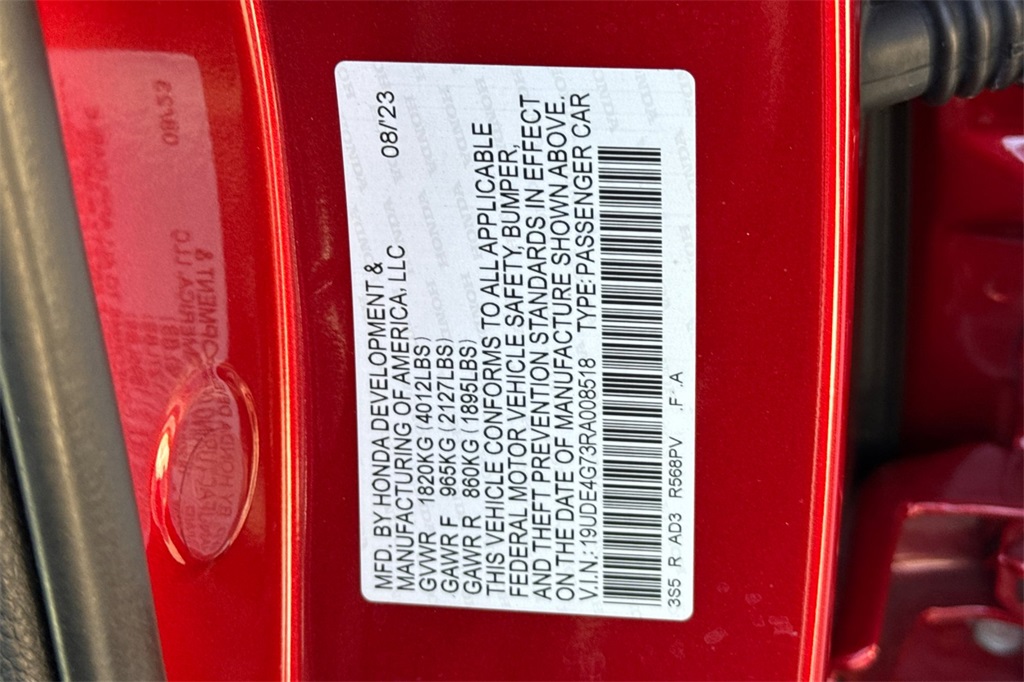 MFD. BY HONDA DEVELOPMENT &
MANUFACTURING OF AMERICA, LLC 08/'23
GVWR 1820KG (4012LBS)
GAWR F 965KG (2127LBS)
GAWR R 860KG (1895LBS)
THIS VEHICLE CONFORMS TO ALL APPLICABLE
FEDERAL MOTOR VEHICLE SAFETY, BUMPER,
AND THEFT PREVENTION STANDARDS IN EFFECT
ON THE DATE OF MANUFACTURE SHOWN ABOVE.
V.I.N.: 19UDE4G73RA008518 TYPE: PASSENGER CAR
3S5 R AD3 R568PV .F .A